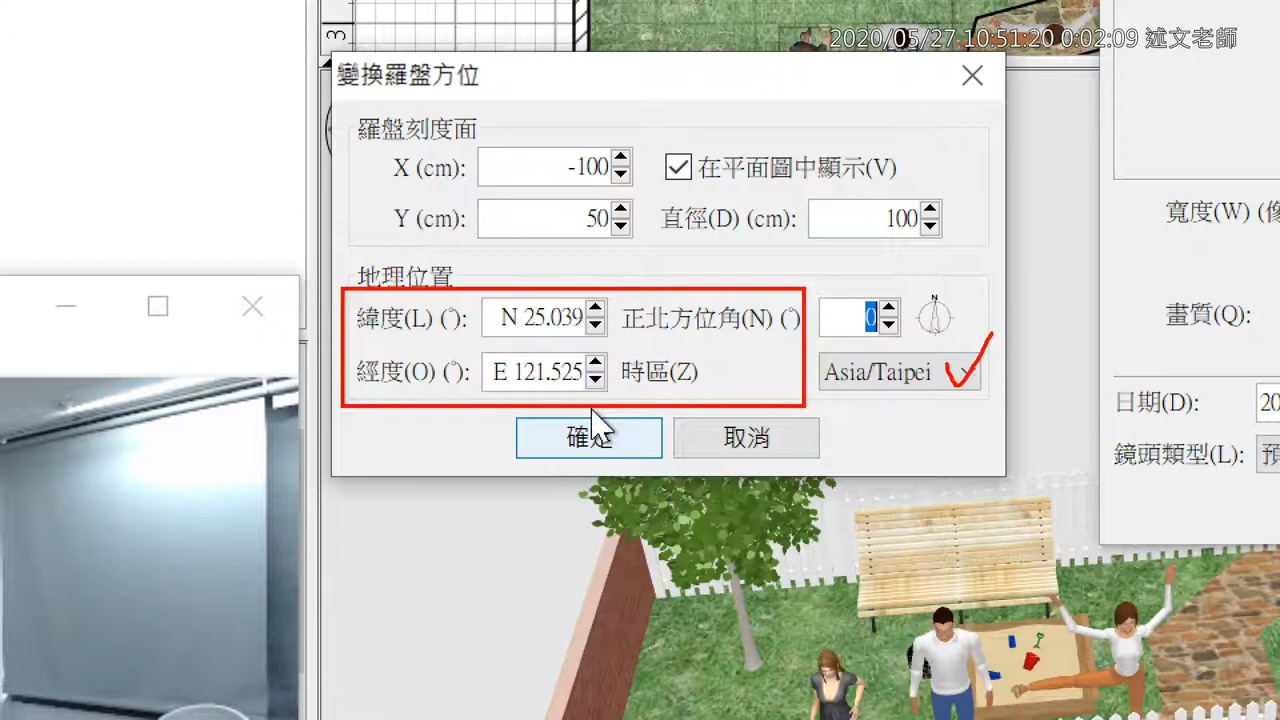 3
2020/05/27 10:51:20 0:02:09 述文老師
變換羅盤方位
羅盤刻度面
X (cm): -100 在平面圖中顯示(V)
Y (cm): 50 直徑(D) (cm): 100
地理位置
緯度(L) (°): N 25.039 正北方位角(N) (°) 0 N
經度(O) (°): E 121.525 時區(Z) Asia/Taipei
確定 取消
寬度(W) (像
畫質(Q):
日期(D): 20
鏡頭類型(L): 預